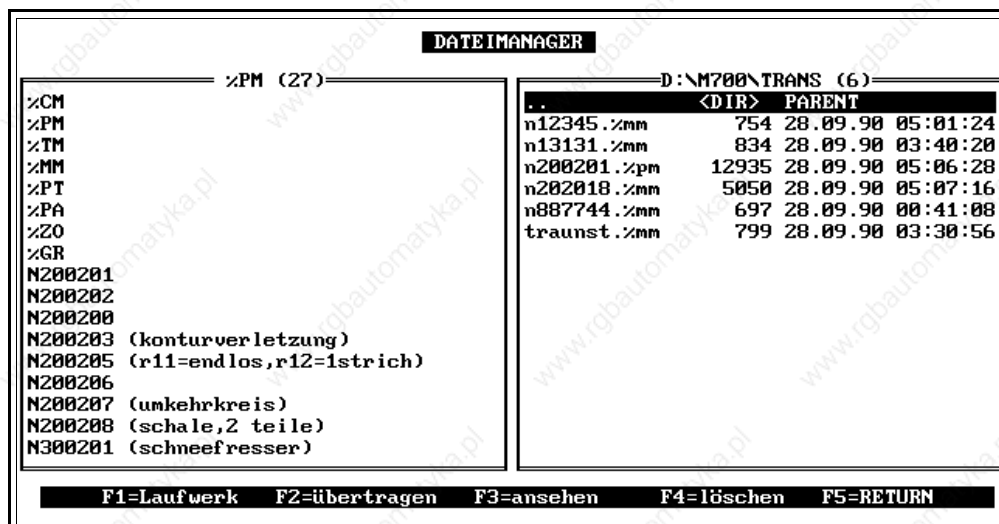 DATEIMANAGER
%PM (27)
%CM
%PM
%TM
%MM
%PT
%PA
%ZO
%GR
N200201
N200202
N200200
N200203 (konturverletzung)
N200205 (r11=endlos,r12=1strich)
N200206
N200207 (umkehrkreis)
N200208 (schale,2 teile)
N300201 (schneefresser)
D:\M700\TRANS (6)
.. <DIR> PARENT
n12345.%mm 754 28.09.90 05:01:24
n13131.%mm 834 28.09.90 03:40:20
n200201.%pm 12935 28.09.90 05:06:28
n202018.%mm 5050 28.09.90 05:07:16
n887744.%mm 697 28.09.90 00:41:08
traunst.%mm 799 28.09.90 03:30:56
F1=Laufwerk F2=übertragen F3=ansehen F4=löschen F5=RETURN
www.rgbautomatyka.pl